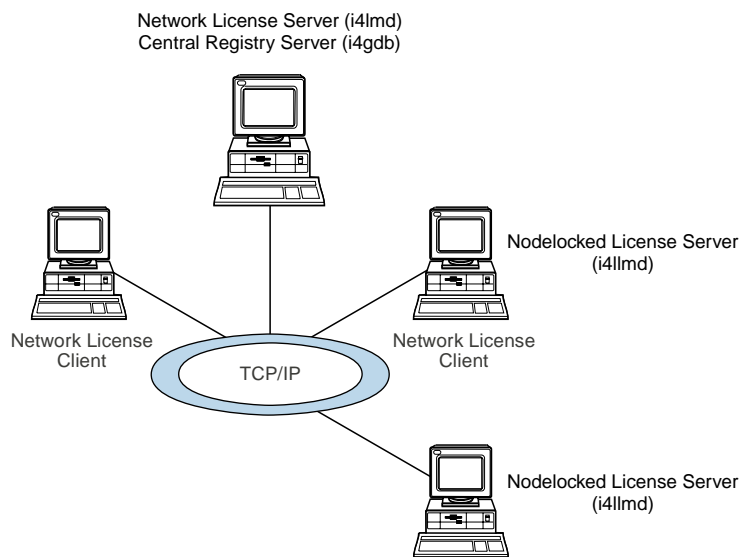 Network License Server (i4lmd)
Central Registry Server (i4gdb)
Nodelocked License Server
(i4llmd)
Network License
Client
Network License
Client
TCP/IP
Nodelocked License Server
(i4llmd)